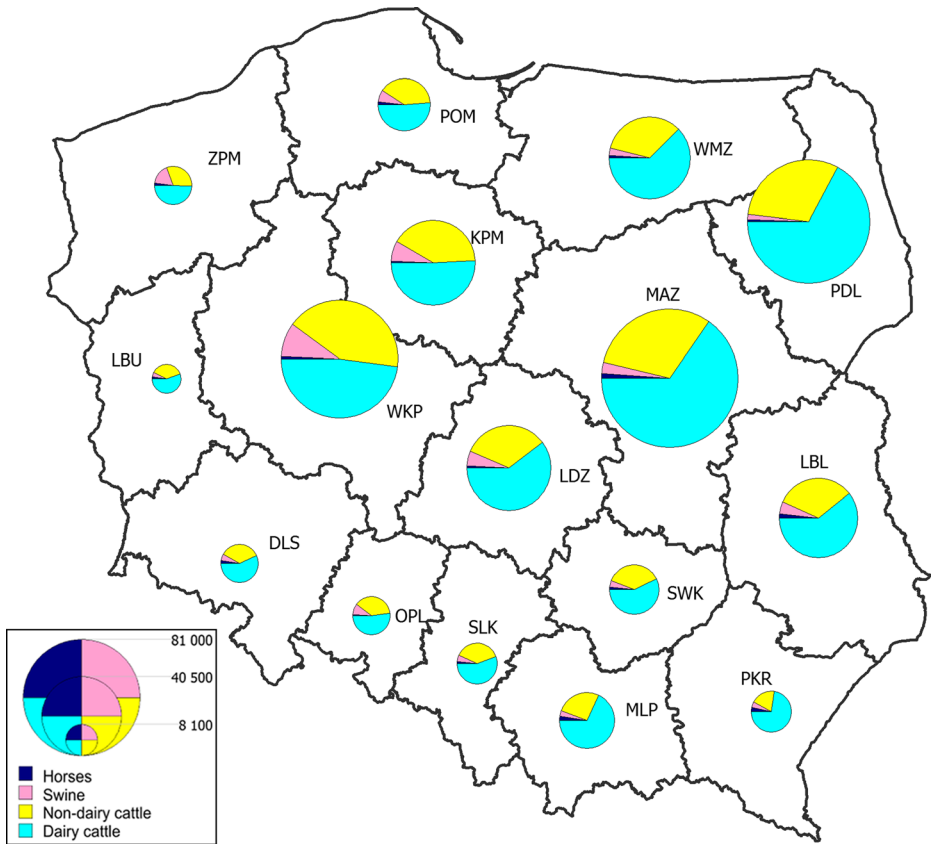 POM
ZPM
WMZ
KPM
PDL
MAZ
LBU
WKP
LBL
LDZ
DLS
SWK
OPL
SLK
PKR
MLP
81 000
40 500
8 100
Horses
Swine
Non-dairy cattle
Dairy cattle